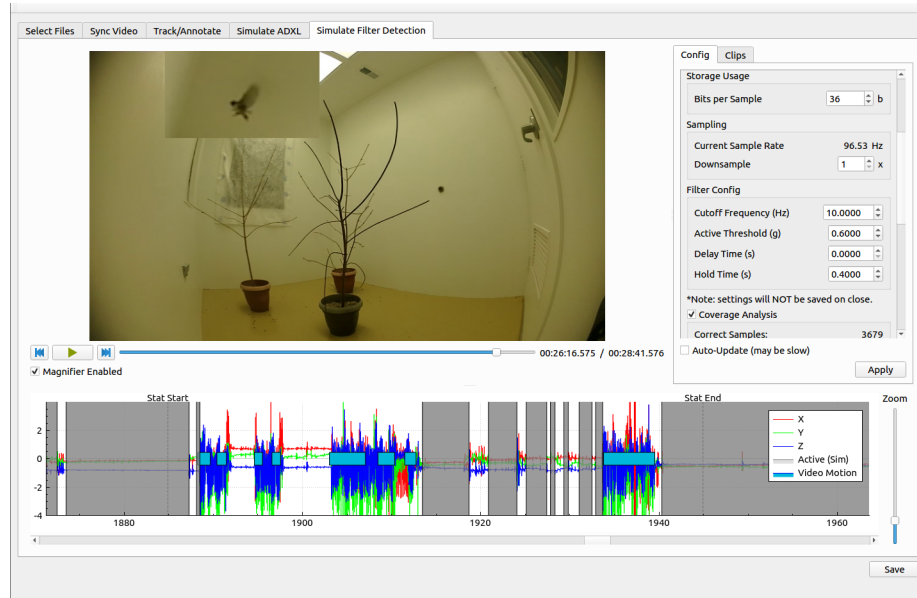 Select Files
Sync Video
Track/Annotate
Simulate ADXL
Simulate Filter Detection
Config
Clips
Storage Usage
Bits per Sample 36 b
Sampling
Current Sample Rate 96.53 Hz
Downsample 1 x
Filter Config
Cutoff Frequency (Hz) 10.0000
Active Threshold (g) 0.6000
Delay Time (s) 0.0000
Hold Time (s) 0.4000
*Note: settings will NOT be saved on close.
Coverage Analysis
Correct Samples: 3679
Auto-Update (may be slow)
Apply
00:26:16.575 / 00:28:41.576
Magnifier Enabled
Stat Start
Stat End
Zoom
2
0
-2
-4
1880
1900
1920
1940
1960
X
Y
Z
Active (Sim)
Video Motion
Save